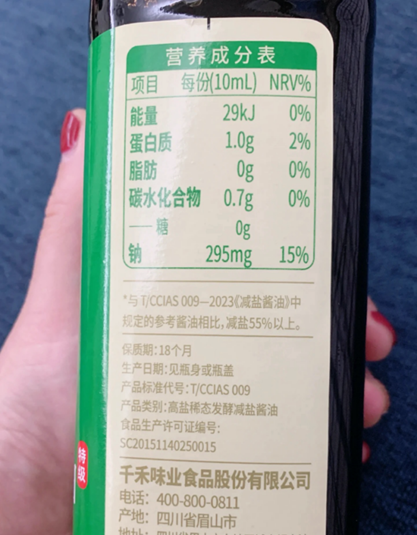 营养成分表
项目 每份(10mL) NRV%
能量 29kJ 0%
蛋白质 1.0g 2%
脂肪 0g 0%
碳水化合物 0.7g 0%
——糖 0g
钠 295mg 15%
*与T/CCIAS 009—2023《减盐酱油》中
规定的参考酱油相比,减盐55%以上。
保质期:18个月
生产日期:见瓶身或瓶盖
产品标准代号:T/CCIAS 009
产品类别:高盐稀态发酵减盐酱油
食品生产许可证编号:
SC20151140250015
特级
千禾味业食品股份有限公司
电话:400-800-0811
产地:四川省眉山市